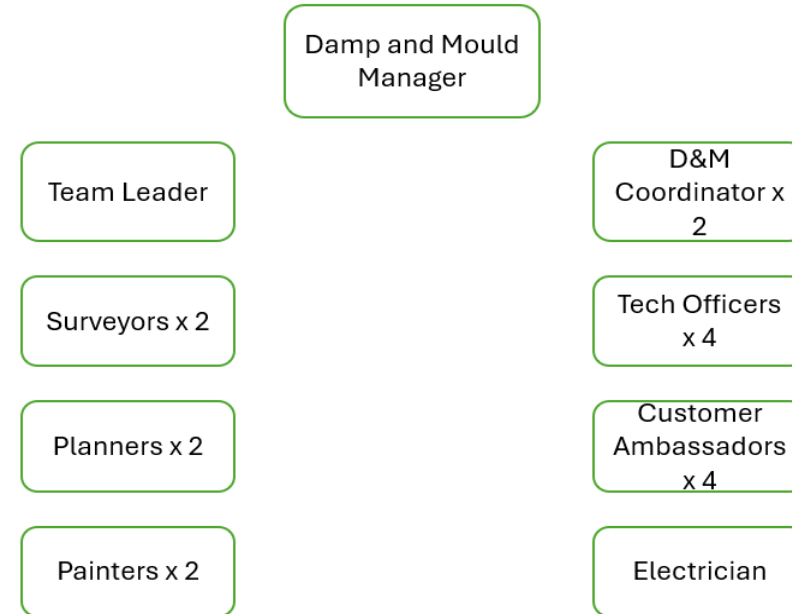 Damp and Mould
Manager
Team Leader
D&M
Coordinator x
2
Surveyors x 2
Tech Officers
x 4
Planners x 2
Customer
Ambassadors
x 4
Painters x 2
Electrician